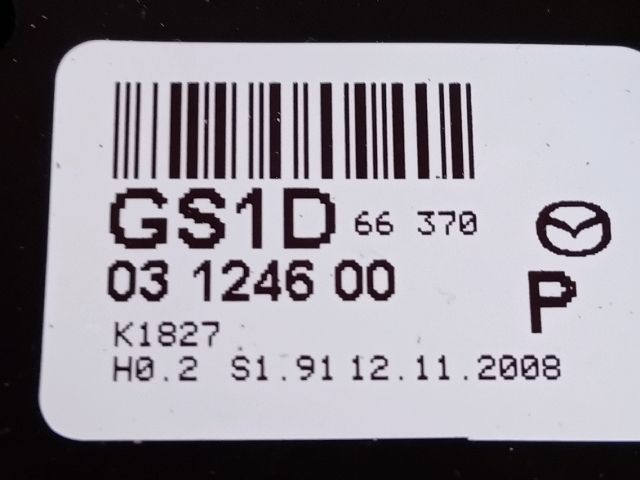 GS1D 66 370
03 1246 00
P
K1827
H0.2 S1.91 12.11.2008